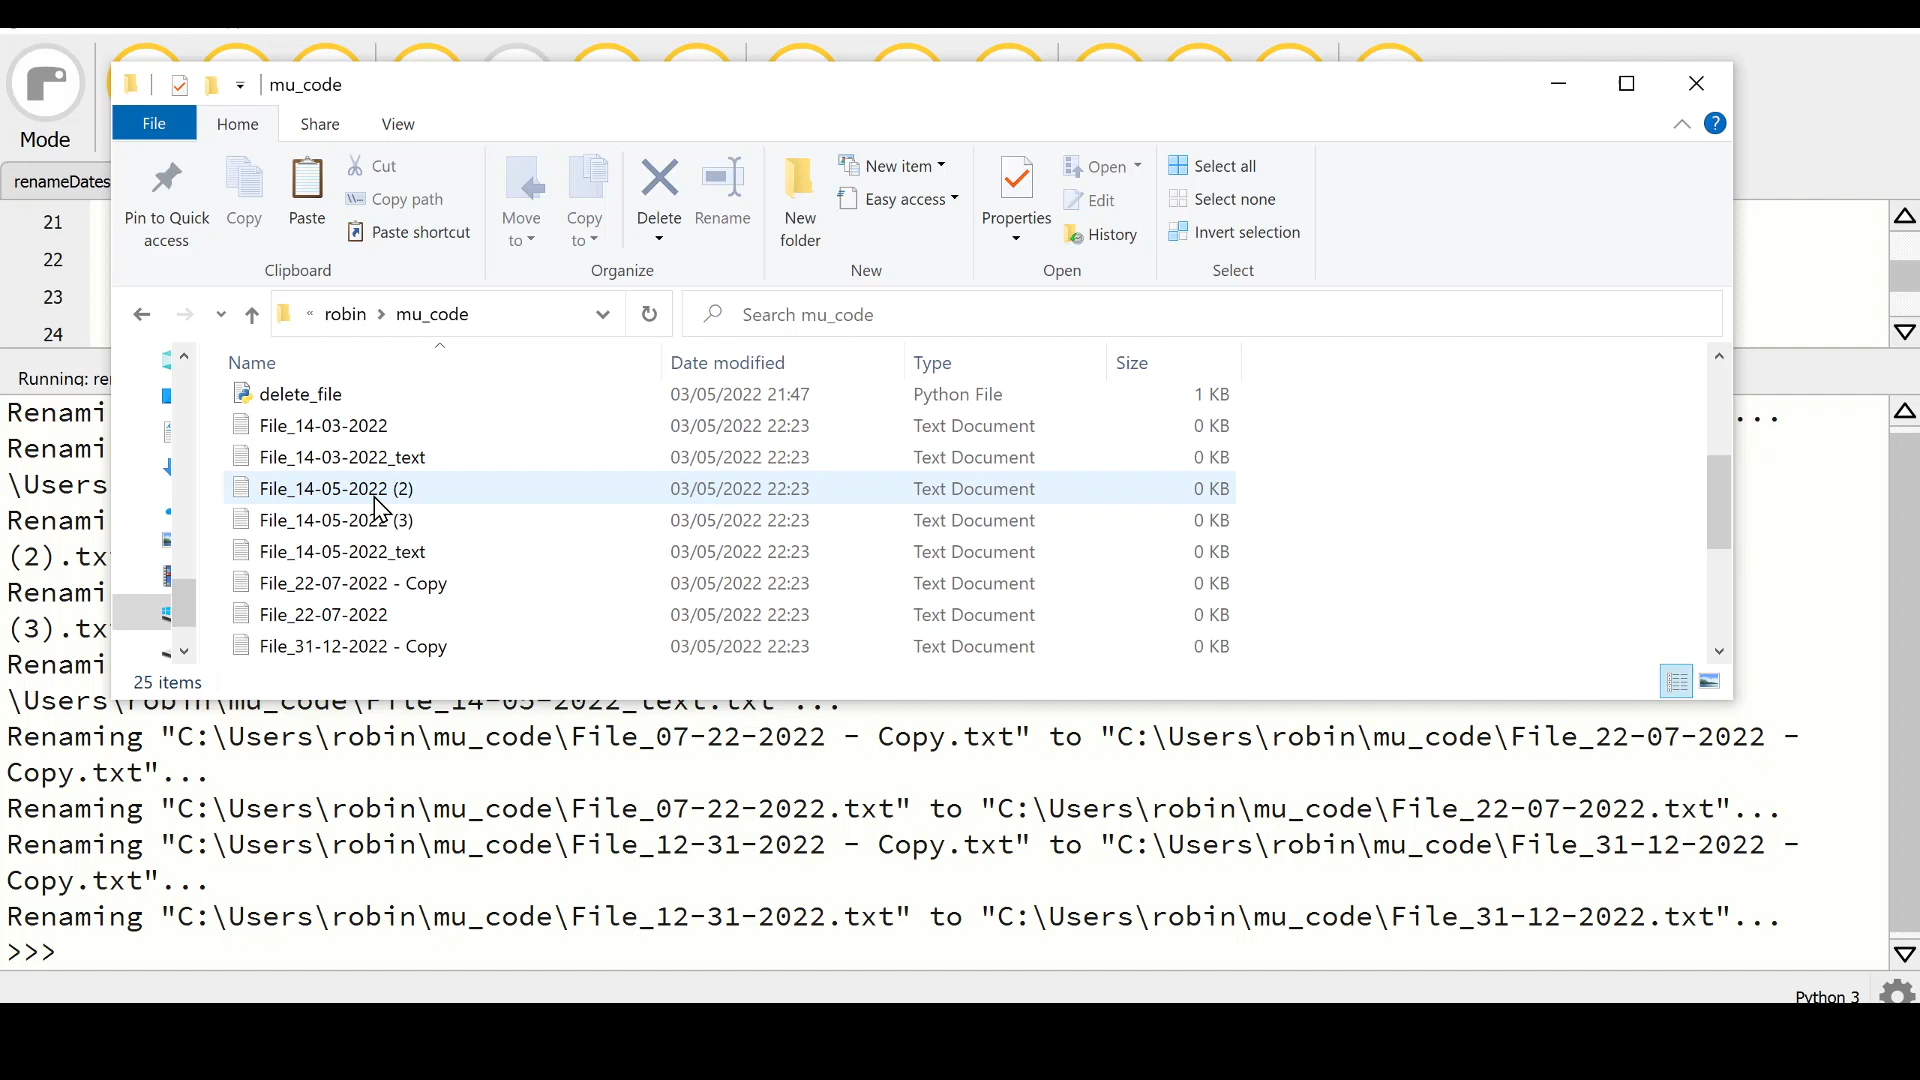 mu_code
Mode
File Home Share View
renameDates
Pin to Quick access
Copy
Paste
Cut
Copy path
Paste shortcut
Clipboard
Move to
Copy to
Delete
Rename
Organize
New folder
New item
Easy access
New
Properties
Open
Edit
History
Open
Select all
Select none
Invert selection
Select
21
22
23
24
« robin > mu_code
Search mu_code
Running:
Name Date modified Type Size
delete_file 03/05/2022 21:47 Python File 1 KB
File_14-03-2022 03/05/2022 22:23 Text Document 0 KB
File_14-03-2022_text 03/05/2022 22:23 Text Document 0 KB
File_14-05-2022 (2) 03/05/2022 22:23 Text Document 0 KB
File_14-05-2022 (3) 03/05/2022 22:23 Text Document 0 KB
File_14-05-2022_text 03/05/2022 22:23 Text Document 0 KB
File_22-07-2022 - Copy 03/05/2022 22:23 Text Document 0 KB
File_22-07-2022 03/05/2022 22:23 Text Document 0 KB
File_31-12-2022 - Copy 03/05/2022 22:23 Text Document 0 KB
25 items
Renami ...
Renami
\Users
Renami
(2).tx
Renami
(3).tx
Renami
\Users\robin\mu_code\File_14-05-2022_text.txt"...
Renaming "C:\Users\robin\mu_code\File_07-22-2022 - Copy.txt" to "C:\Users\robin\mu_code\File_22-07-2022 -
Copy.txt"...
Renaming "C:\Users\robin\mu_code\File_07-22-2022.txt" to "C:\Users\robin\mu_code\File_22-07-2022.txt"...
Renaming "C:\Users\robin\mu_code\File_12-31-2022 - Copy.txt" to "C:\Users\robin\mu_code\File_31-12-2022 -
Copy.txt"...
Renaming "C:\Users\robin\mu_code\File_12-31-2022.txt" to "C:\Users\robin\mu_code\File_31-12-2022.txt"...
>>>
Python 3